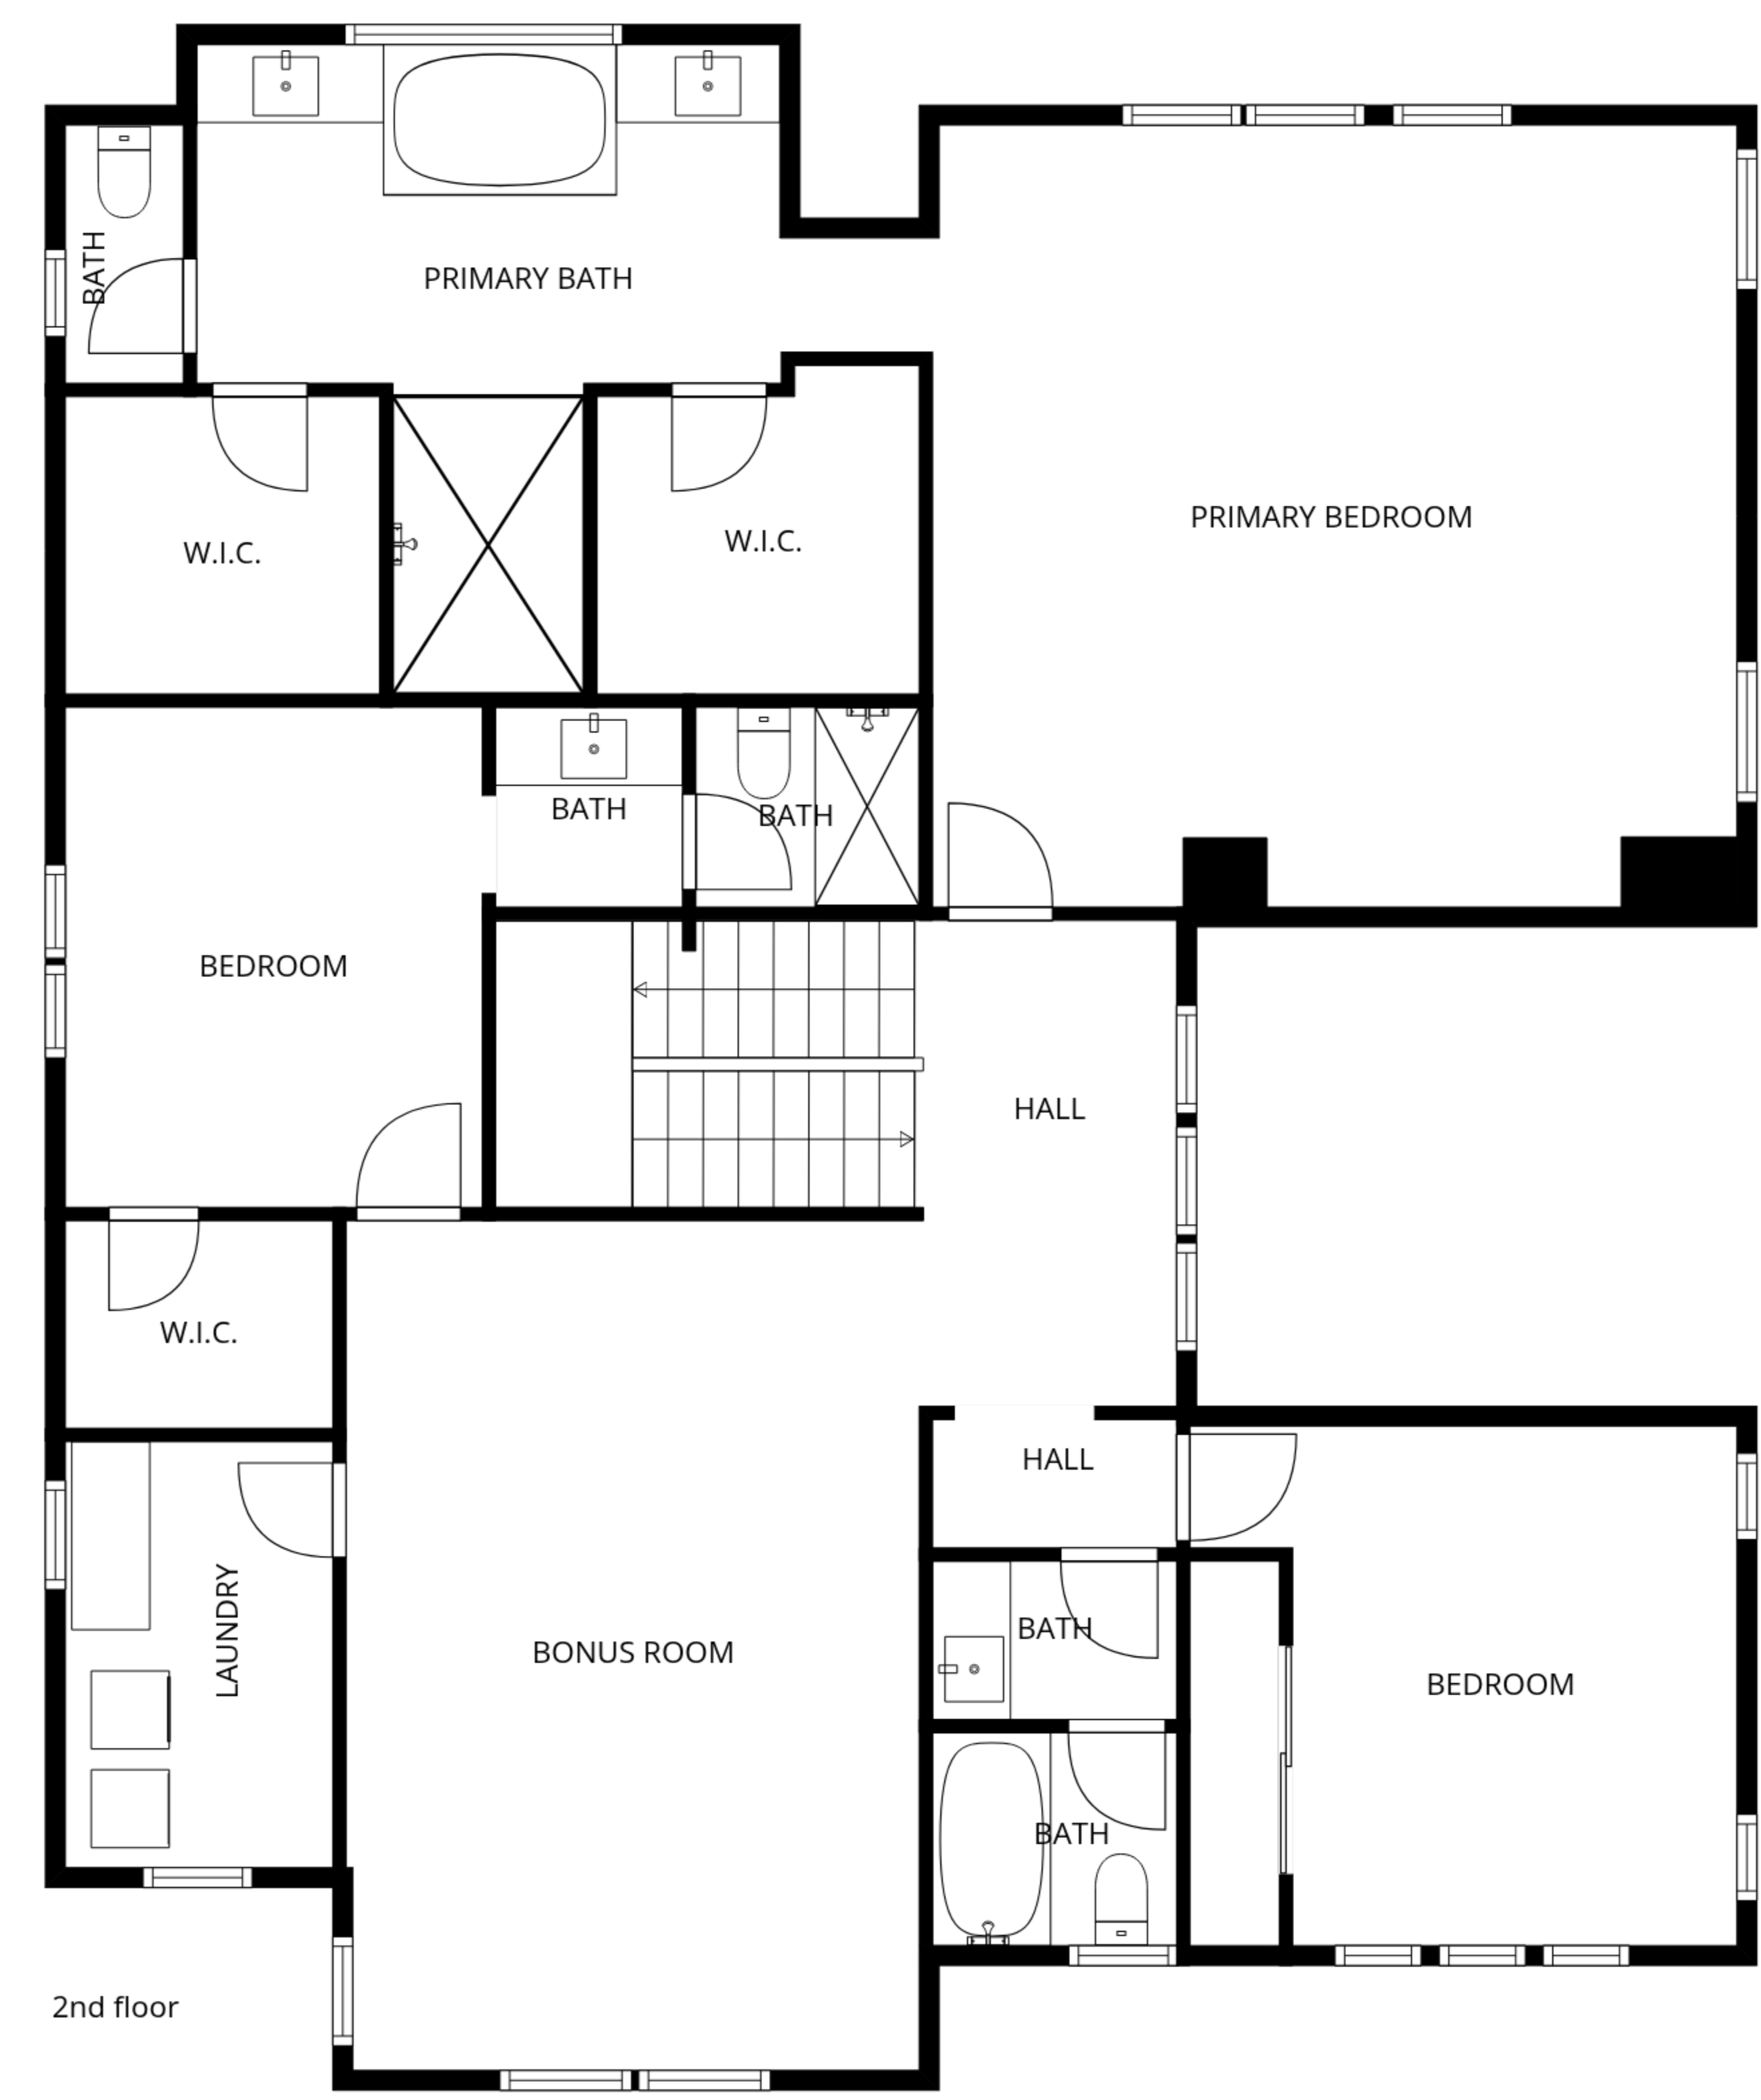 BATH
PRIMARY BATH
PRIMARY BEDROOM
W.I.C.
W.I.C.
BATH
BATH
BEDROOM
HALL
W.I.C.
HALL
LAUNDRY
BONUS ROOM
BATH
BEDROOM
BATH
2nd floor